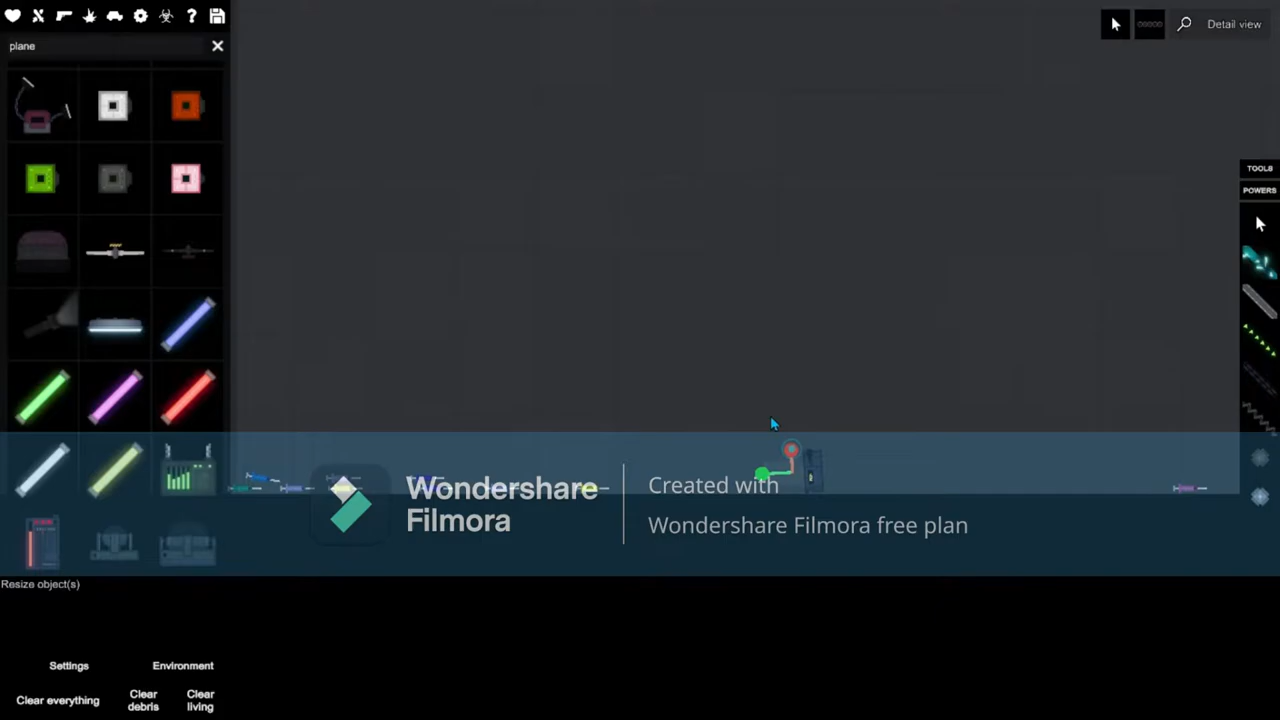 plane
Detail view
TOOLS
POWERS
Wondershare
Filmora
Created with
Wondershare Filmora free plan
Resize object(s)
Settings
Environment
Clear everything
Clear
debris
Clear
living